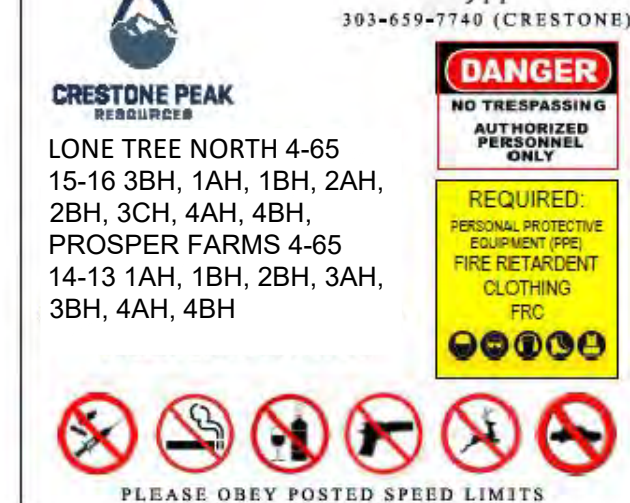 303-659-7740 (CRESTONE)
CRESTONE PEAK
RESOURCES
LONE TREE NORTH 4-65
15-16 3BH, 1AH, 1BH, 2AH,
2BH, 3CH, 4AH, 4BH,
PROSPER FARMS 4-65
14-13 1AH, 1BH, 2BH, 3AH,
3BH, 4AH, 4BH
DANGER
NO TRESPASSING
AUTHORIZED
PERSONNEL
ONLY
REQUIRED:
PERSONAL PROTECTIVE
EQUIPMENT (PPE)
FIRE RETARDENT
CLOTHING
FRC
PLEASE OBEY POSTED SPEED LIMITS